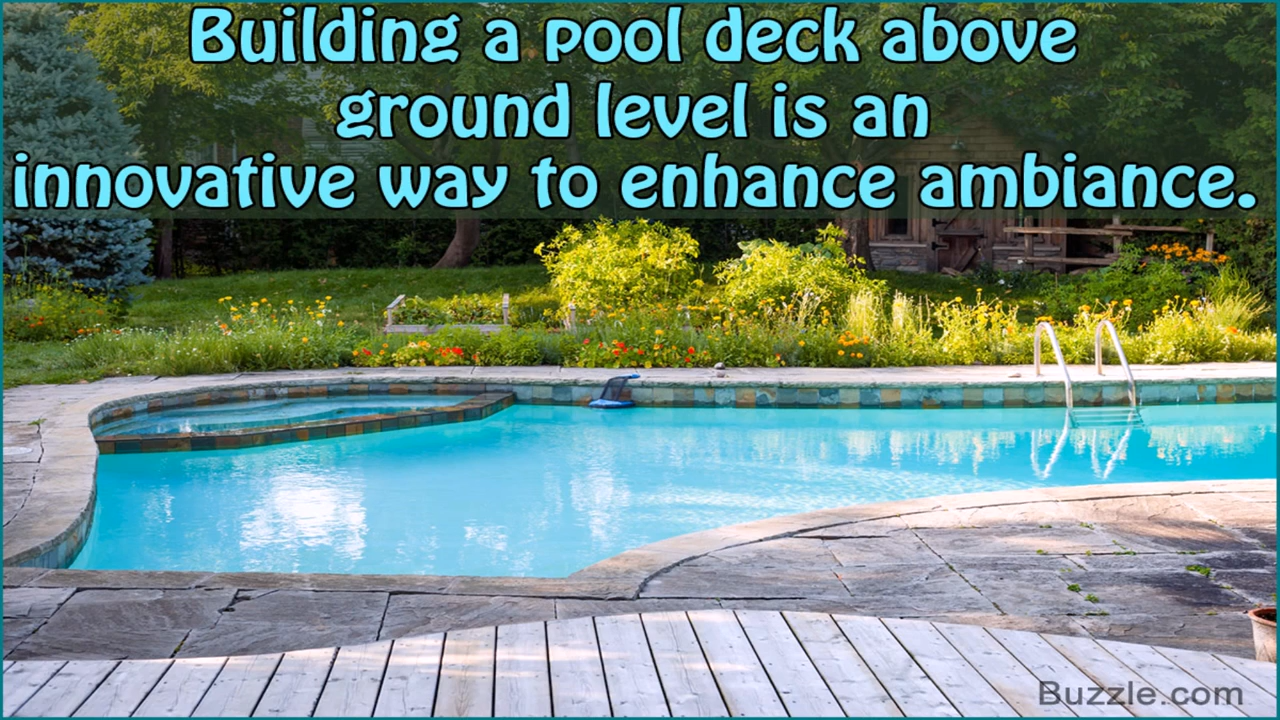 Building a pool deck above
ground level is an
innovative way to enhance ambiance.
Buzzle.com